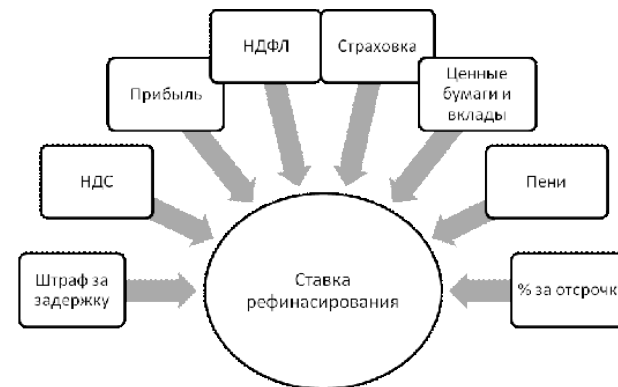 НДФЛ
Страховка
Прибыль
Ценные
бумаги и
вклады
НДС
Пени
Штраф за
задержку
Ставка
рефинасирования
% за отсрочк